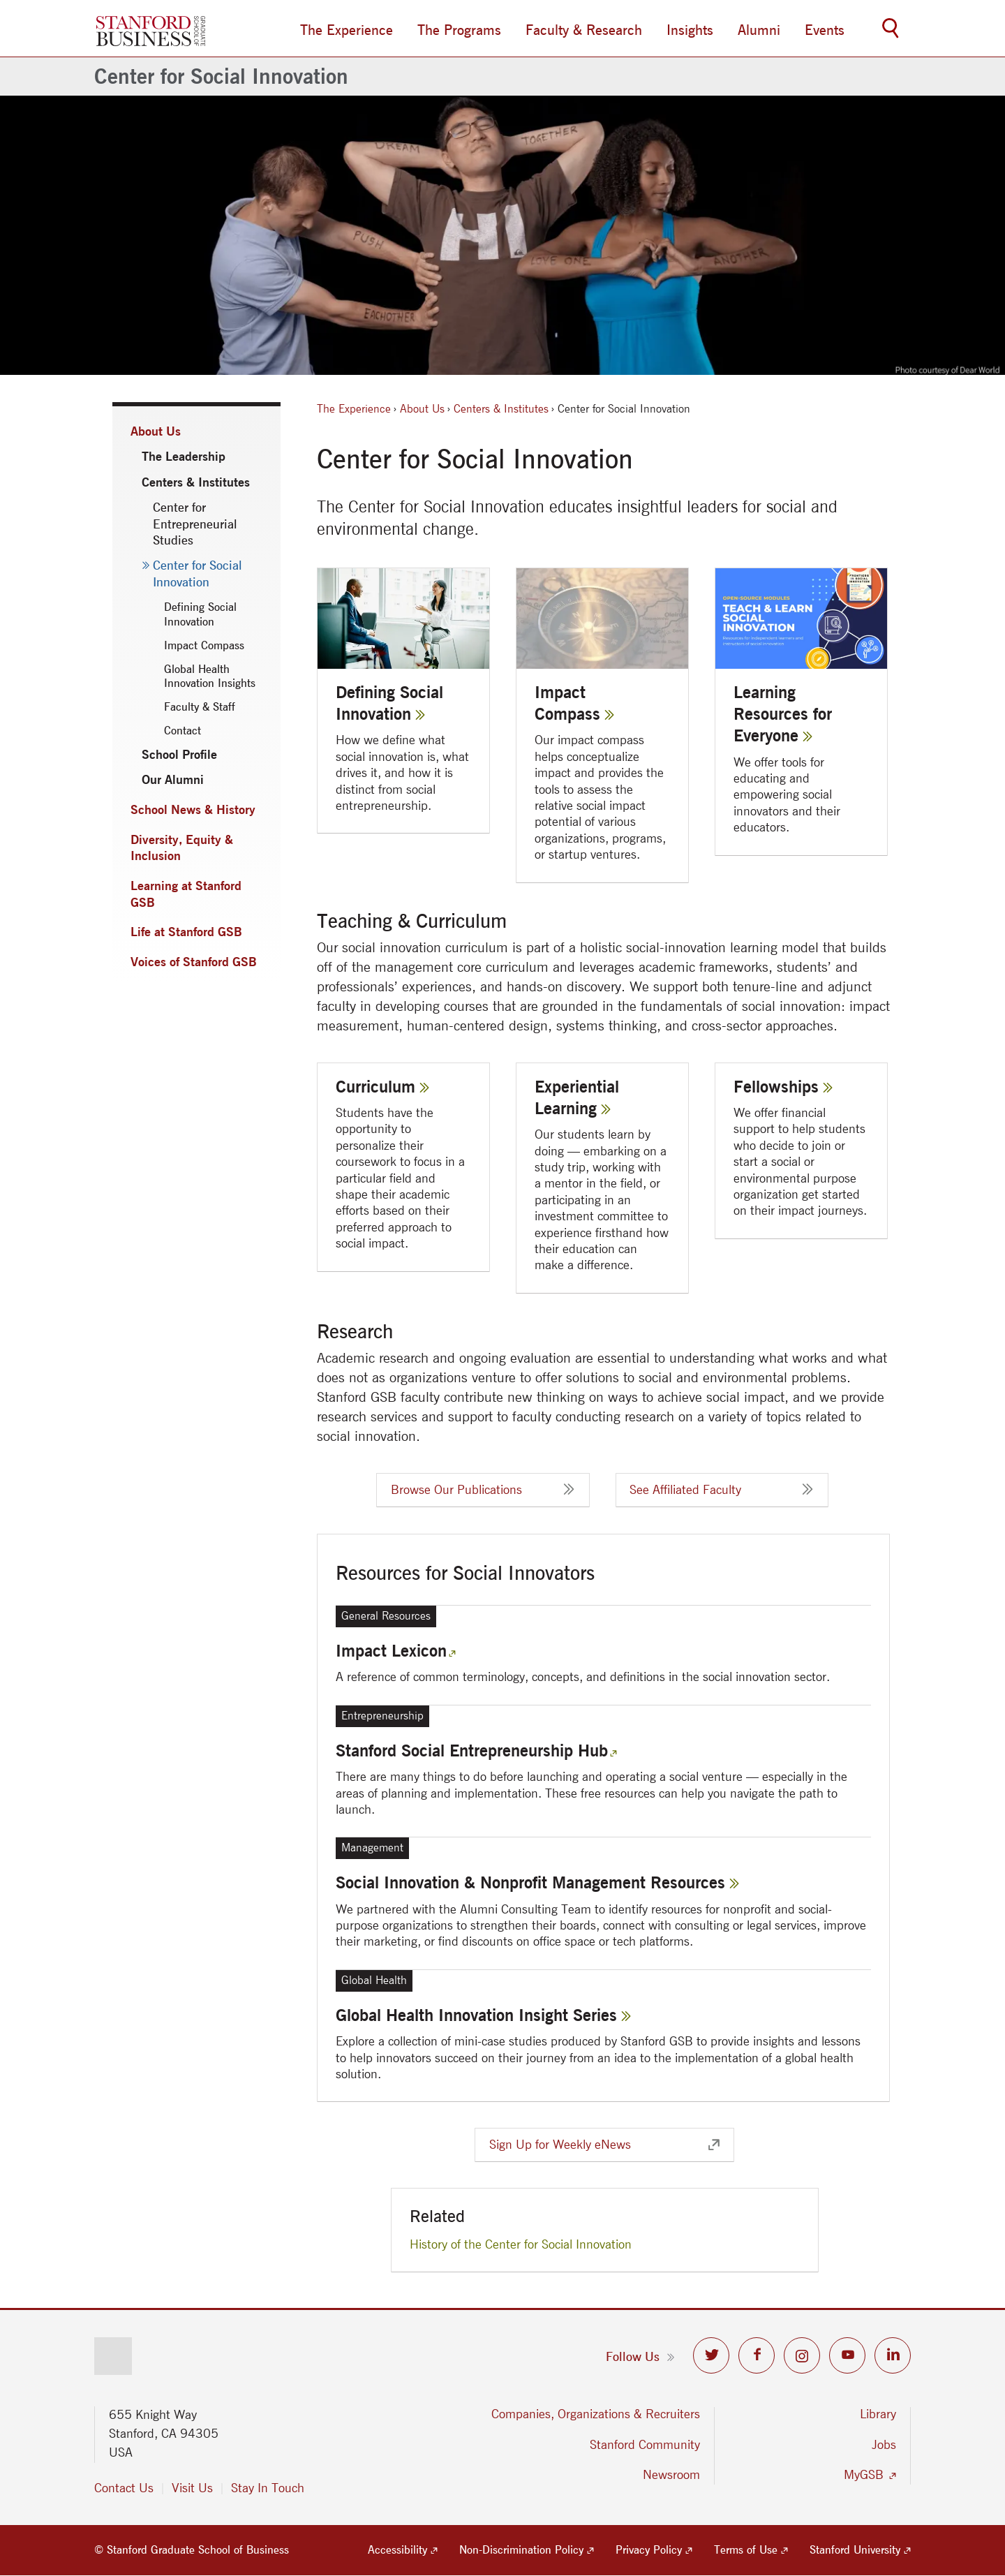 STANFORD
BUSINESS
GRADUATE
SCHOOL OF
The Experience
The Programs
Faculty & Research
Insights
Alumni
Events
Center for Social Innovation
DREAM
TOGETHER
PUSH
LOVE ONE
EACHOTHER
Photo courtesy of Dear World
About Us
The Leadership
Centers & Institutes
Center for
Entrepreneurial
Studies
Center for Social
Innovation
Defining Social
Innovation
Impact Compass
Global Health
Innovation Insights
Faculty & Staff
Contact
School Profile
Our Alumni
School News & History
Diversity, Equity &
Inclusion
Learning at Stanford
GSB
Life at Stanford GSB
Voices of Stanford GSB
The Experience › About Us › Centers & Institutes › Center for Social Innovation
Center for Social Innovation
The Center for Social Innovation educates insightful leaders for social and
environmental change.
Defining Social
Innovation
How we define what
social innovation is, what
drives it, and how it is
distinct from social
entrepreneurship.
Impact
Compass
Our impact compass
helps conceptualize
impact and provides the
tools to assess the
relative social impact
potential of various
organizations, programs,
or startup ventures.
OPEN-SOURCE MODULES
TEACH & LEARN
SOCIAL
INNOVATION
Learning
Resources for
Everyone
We offer tools for
educating and
empowering social
innovators and their
educators.
Teaching & Curriculum
Our social innovation curriculum is part of a holistic social-innovation learning model that builds
off of the management core curriculum and leverages academic frameworks, students’ and
professionals’ experiences, and hands-on discovery. We support both tenure-line and adjunct
faculty in developing courses that are grounded in the fundamentals of social innovation: impact
measurement, human-centered design, systems thinking, and cross-sector approaches.
Curriculum
Students have the
opportunity to
personalize their
coursework to focus in a
particular field and
shape their academic
efforts based on their
preferred approach to
social impact.
Experiential
Learning
Our students learn by
doing — embarking on a
study trip, working with
a mentor in the field, or
participating in an
investment committee to
experience firsthand how
their education can
make a difference.
Fellowships
We offer financial
support to help students
who decide to join or
start a social or
environmental purpose
organization get started
on their impact journeys.
Research
Academic research and ongoing evaluation are essential to understanding what works and what
does not as organizations venture to offer solutions to social and environmental problems.
Stanford GSB faculty contribute new thinking on ways to achieve social impact, and we provide
research services and support to faculty conducting research on a variety of topics related to
social innovation.
Browse Our Publications
See Affiliated Faculty
Resources for Social Innovators
General Resources
Impact Lexicon
A reference of common terminology, concepts, and definitions in the social innovation sector.
Entrepreneurship
Stanford Social Entrepreneurship Hub
There are many things to do before launching and operating a social venture — especially in the
areas of planning and implementation. These free resources can help you navigate the path to
launch.
Management
Social Innovation & Nonprofit Management Resources
We partnered with the Alumni Consulting Team to identify resources for nonprofit and social-
purpose organizations to strengthen their boards, connect with consulting or legal services, improve
their marketing, or find discounts on office space or tech platforms.
Global Health
Global Health Innovation Insight Series
Explore a collection of mini-case studies produced by Stanford GSB to provide insights and lessons
to help innovators succeed on their journey from an idea to the implementation of a global health
solution.
Sign Up for Weekly eNews
Related
History of the Center for Social Innovation
Follow Us
655 Knight Way
Stanford, CA 94305
USA
Contact Us
Visit Us
Stay In Touch
Companies, Organizations & Recruiters
Stanford Community
Newsroom
Library
Jobs
MyGSB
© Stanford Graduate School of Business
Accessibility
Non-Discrimination Policy
Privacy Policy
Terms of Use
Stanford University